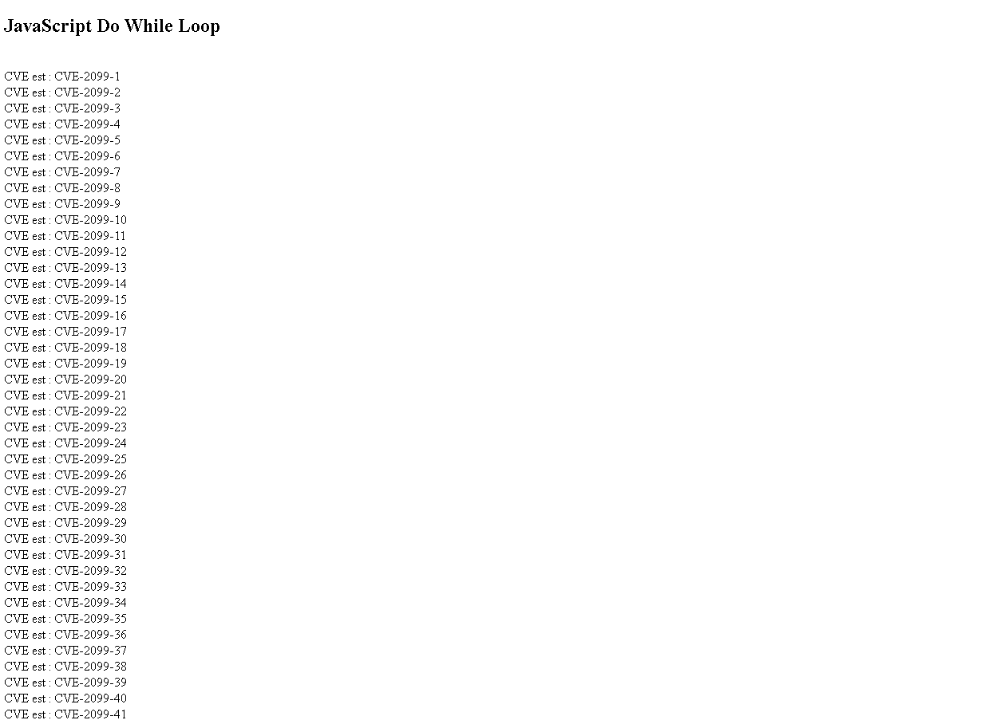 JavaScript Do While Loop
CVE est : CVE-2099-1
CVE est : CVE-2099-2
CVE est : CVE-2099-3
CVE est : CVE-2099-4
CVE est : CVE-2099-5
CVE est : CVE-2099-6
CVE est : CVE-2099-7
CVE est : CVE-2099-8
CVE est : CVE-2099-9
CVE est : CVE-2099-10
CVE est : CVE-2099-11
CVE est : CVE-2099-12
CVE est : CVE-2099-13
CVE est : CVE-2099-14
CVE est : CVE-2099-15
CVE est : CVE-2099-16
CVE est : CVE-2099-17
CVE est : CVE-2099-18
CVE est : CVE-2099-19
CVE est : CVE-2099-20
CVE est : CVE-2099-21
CVE est : CVE-2099-22
CVE est : CVE-2099-23
CVE est : CVE-2099-24
CVE est : CVE-2099-25
CVE est : CVE-2099-26
CVE est : CVE-2099-27
CVE est : CVE-2099-28
CVE est : CVE-2099-29
CVE est : CVE-2099-30
CVE est : CVE-2099-31
CVE est : CVE-2099-32
CVE est : CVE-2099-33
CVE est : CVE-2099-34
CVE est : CVE-2099-35
CVE est : CVE-2099-36
CVE est : CVE-2099-37
CVE est : CVE-2099-38
CVE est : CVE-2099-39
CVE est : CVE-2099-40
CVE est : CVE-2099-41